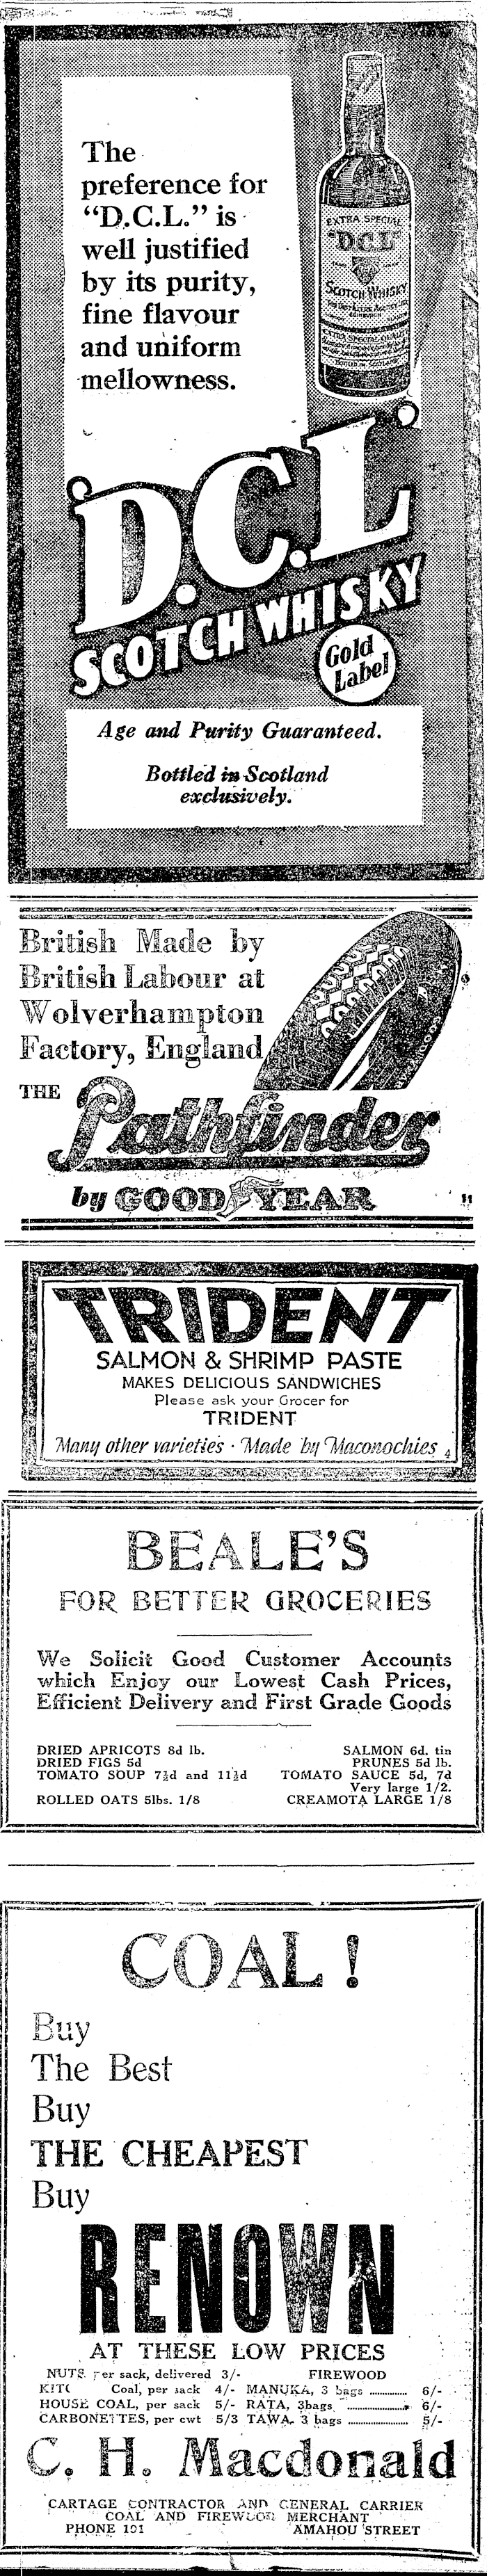 The
preference for
“D.C.L.” is
well justified
by its purity,
fine flavour
and uniform
mellowness.
EXTRA SPECIAL
"D.C.L"
SCOTCH WHISKY
D.C.L.
SCOTCH WHISKY
Gold
Label
Age and Purity Guaranteed.
Bottled in Scotland
exclusively.
British Made by
British Labour at
Wolverhampton
Factory, England
THE
Pathfinder
by GOODYEAR
11
TRIDENT
SALMON & SHRIMP PASTE
MAKES DELICIOUS SANDWICHES
Please ask your Grocer for
TRIDENT
Many other varieties · Made by Maconochies 4
BEALE'S
FOR BETTER GROCERIES
We Solicit Good Customer Accounts
which Enjoy our Lowest Cash Prices,
Efficient Delivery and First Grade Goods
DRIED APRICOTS 8d lb. SALMON 6d. tin
DRIED FIGS 5d PRUNES 5d lb.
TOMATO SOUP 7½d and 11½d TOMATO SAUCE 5d, 7d
Very large 1/2.
ROLLED OATS 5lbs. 1/8 CREAMOTA LARGE 1/8
COAL!
Buy
The Best
Buy
THE CHEAPEST
Buy
RENOWN
AT THESE LOW PRICES
NUTS per sack, delivered 3/- FIREWOOD
Coal, per sack 4/- MANUKA, 3 bags ............ 6/-
HOUSE COAL, per sack 5/- RATA, 3bags ................ 6/-
CARBONETTES, per cwt 5/3 TAWA, 3 bags ................ 5/-
C. H. Macdonald
CARTAGE CONTRACTOR AND GENERAL CARRIER
COAL AND FIREWOOD MERCHANT
PHONE 191 AMAHOU STREET